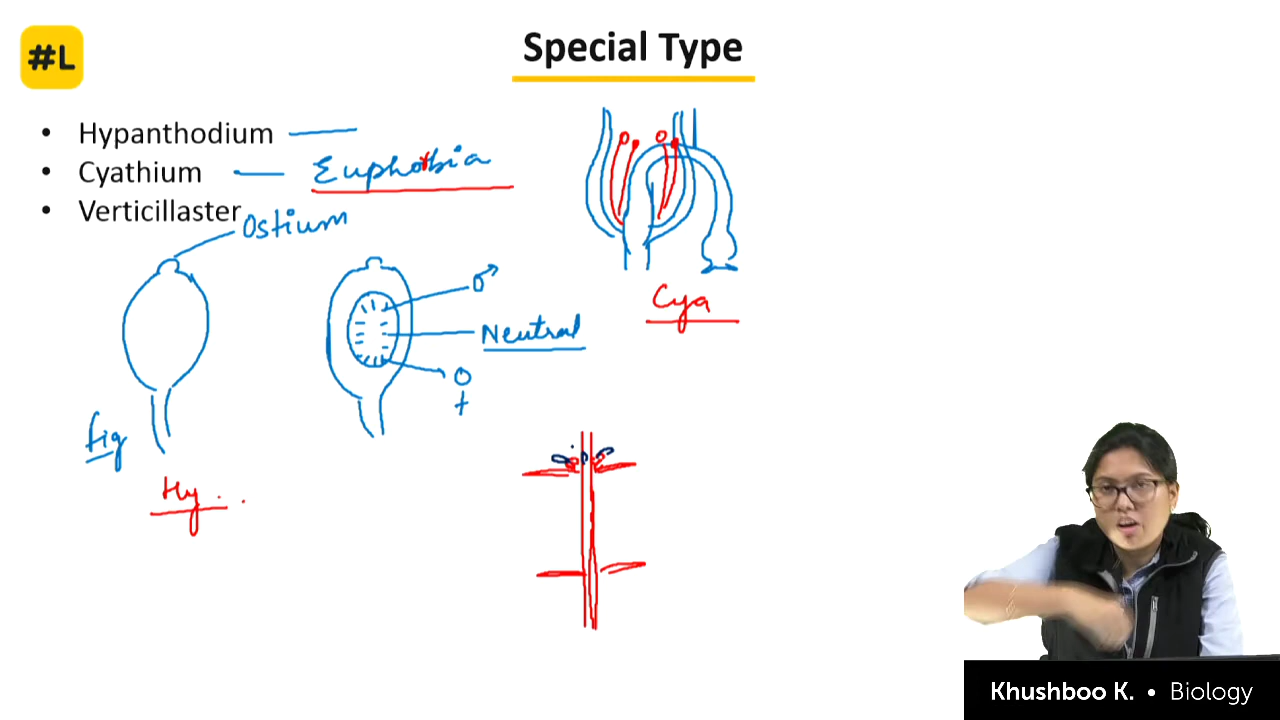 #L
Special Type
• Hypanthodium
• Cyathium
Euphorbia
• Verticillaster
Ostium
♂
Neutral
♀
Cya
Fig
Hy . .
Khushboo K. • Biology